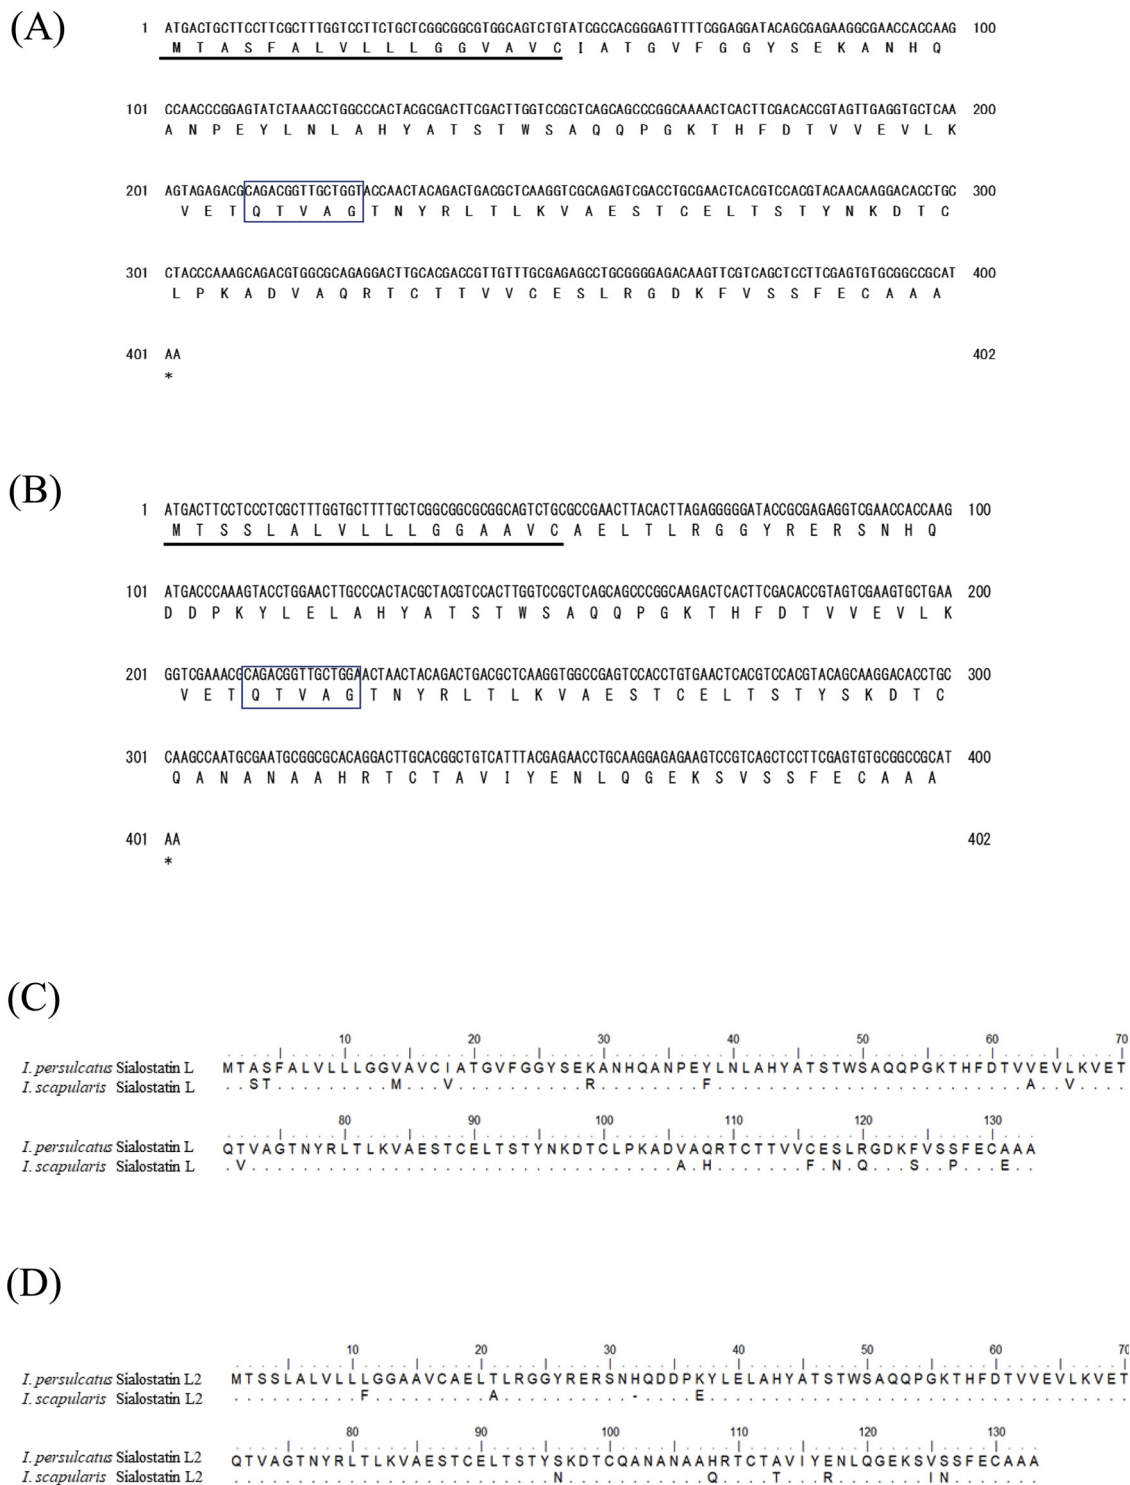 (A)
1 ATGACTGCTTCCTTCGCTTTGGTCCTTCTGCTCGGCGGCGTGGCAGTCTGTATCGCCACGGGAGTTTTCGGAGGATACAGCGAGAAGGCGAACCACCAAG 100
M T A S F A L V L L L G G V A V C I A T G V F G G Y S E K A N H Q
101 CCAACCCGGAGTATCTAAACCTGGCCCACTACGCGACTTCGACTTGGTCCGCTCAGCAGCCCGGCAAAACTCACTTCGACACCGTAGTTGAGGTGCTCAA 200
A N P E Y L N L A H Y A T S T W S A Q Q P G K T H F D T V V E V L K
201 AGTAGAGACGCAGACGGTTGCTGGTACCAACTACAGACTGACGCTCAAGGTCGCAGAGTCGACCTGCGAACTCACGTCCACGTACAACAAGGACACCTGC 300
V E T Q T V A G T N Y R L T L K V A E S T C E L T S T Y N K D T C
301 CTACCCAAAGCAGACGTGGCGCAGAGGACTTGCACGACCGTTGTTTGCGAGAGCCTGCGGGGAGACAAGTTCGTCAGCTCCTTCGAGTGTGCGGCCGCAT 400
L P K A D V A Q R T C T T V V C E S L R G D K F V S S F E C A A A
401 AA 402
*
(B)
1 ATGACTTCCTCCCTCGCTTTGGTGCTTTTGCTCGGCGGCGCGGCAGTCTGCGCCGAACTTACACTTAGAGGGGGATACCGCGAGAGGTCGAACCACCAAG 100
M T S S L A L V L L L G G A A V C A E L T L R G G Y R E R S N H Q
101 ATGACCCAAAGTACCTGGAACTTGCCCACTACGCTACGTCCACTTGGTCCGCTCAGCAGCCCGGCAAGACTCACTTCGACACCGTAGTCGAAGTGCTGAA 200
D D P K Y L E L A H Y A T S T W S A Q Q P G K T H F D T V V E V L K
201 GGTCGAAACGCAGACGGTTGCTGGAACTAACTACAGACTGACGCTCAAGGTGGCCGAGTCCACCTGTGAACTCACGTCCACGTACAGCAAGGACACCTGC 300
V E T Q T V A G T N Y R L T L K V A E S T C E L T S T Y S K D T C
301 CAAGCCAATGCGAATGCGGCGCACAGGACTTGCACGGCTGTCATTTACGAGAACCTGCAAGGAGAGAAGTCCGTCAGCTCCTTCGAGTGTGCGGCCGCAT 400
Q A N A N A A H R T C T A V I Y E N L Q G E K S V S S F E C A A A
401 AA 402
*
(C)
10 20 30 40 50 60 70
I. persulcatus Sialostatin L MTASFALVLLLGGVAVCIATGVFGGYSEKANHQANPEYLNLAHYATSTWSAQQPGKTHFDTVVEVLKVET
I. scapularis Sialostatin L ..ST.........M...V..........R........F........................A..V....
80 90 100 110 120 130
I. persulcatus Sialostatin L QTVAGTNYRLTLKVAESTCELTSTYNKDTCLPKADVAQRTCTTVVCESLRGDKFVSSFECAAA
I. scapularis Sialostatin L .V.................................A.H.......F.N.Q...S..P...E..
(D)
10 20 30 40 50 60 70
I. persulcatus Sialostatin L2 MTSSLALVLLLGGAAVCAELTLRGGYRERSNHQDDPKYLELAHYATSTWSAQQPGKTHFDTVVEVLKVET
I. scapularis Sialostatin L2 ..........F.........A..........-....E.................................
80 90 100 110 120 130
I. persulcatus Sialostatin L2 QTVAGTNYRLTLKVAESTCELTSTYSKDTCQANANAAHRTCTAVIYENLQGEKSVSSFECAAA
I. scapularis Sialostatin L2 .........................N...........Q....T...R.......IN.......